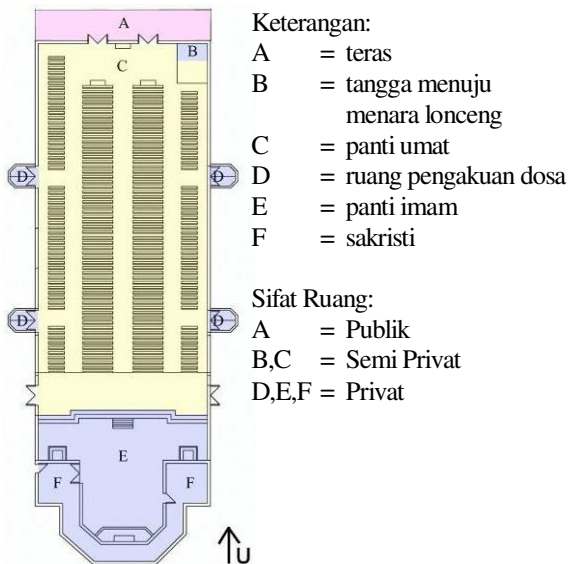 A
B
C
D
D
D
D
E
F
F
U
Keterangan:
A = teras
B = tangga menuju
menara lonceng
C = panti umat
D = ruang pengakuan dosa
E = panti imam
F = sakristi
Sifat Ruang:
A = Publik
B,C = Semi Privat
D,E,F = Privat